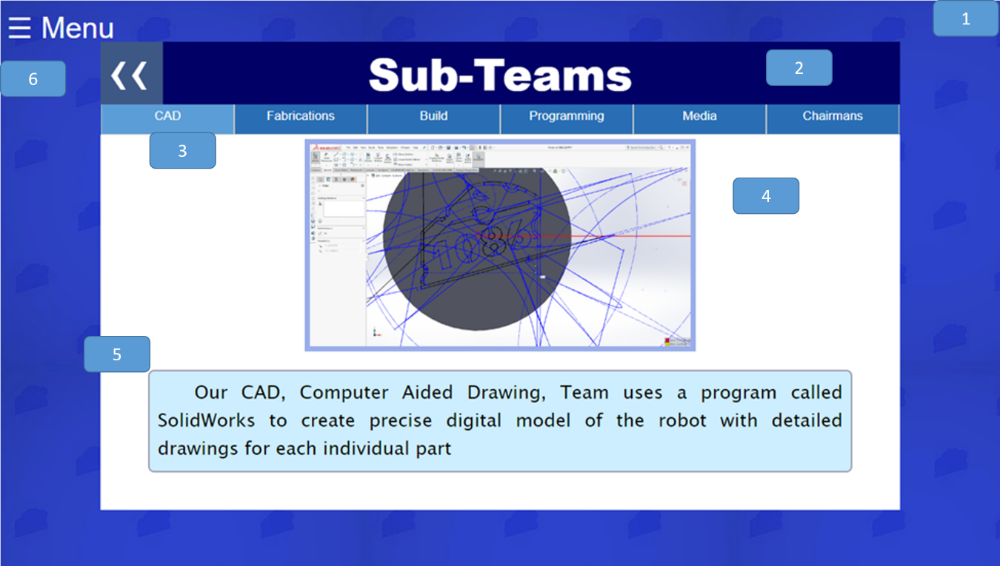 ☰ Menu
1
6
Sub-Teams
2
CAD
Fabrications
Build
Programming
Media
Chairmans
3
4
1086
5
Our CAD, Computer Aided Drawing, Team uses a program called
SolidWorks to create precise digital model of the robot with detailed
drawings for each individual part